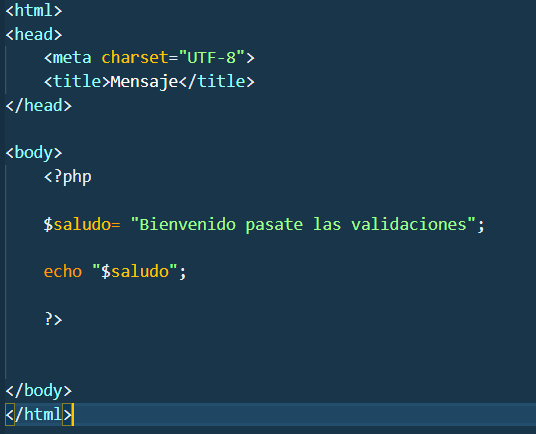 <html>
<head>
<meta charset="UTF-8">
<title>Mensaje</title>
</head>
<body>
<?php
$saludo= "Bienvenido pasate las validaciones";
echo "$saludo";
?>
</body>
</html>